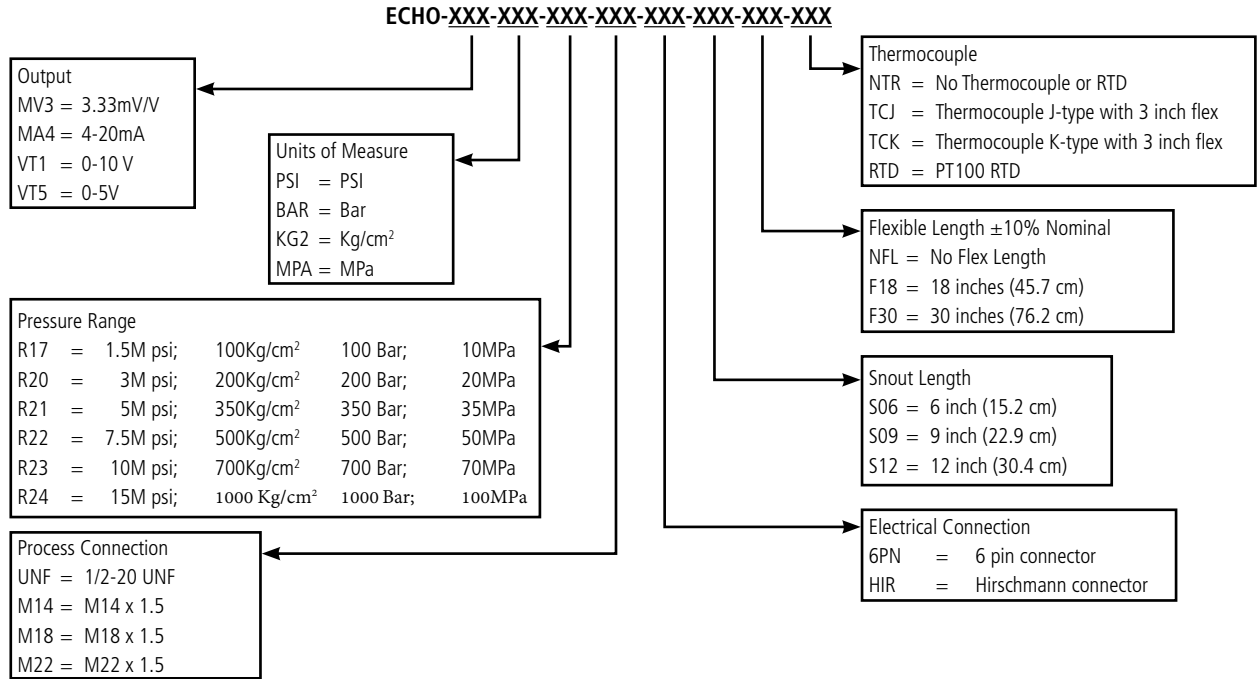 ECHO-XXX-XXX-XXX-XXX-XXX-XXX-XXX-XXX
Output
MV3 = 3.33mV/V
MA4 = 4-20mA
VT1 = 0-10 V
VT5 = 0-5V
Units of Measure
PSI = PSI
BAR = Bar
KG2 = Kg/cm²
MPA = MPa
Pressure Range
R17 = 1.5M psi; 100Kg/cm² 100 Bar; 10MPa
R20 = 3M psi; 200Kg/cm² 200 Bar; 20MPa
R21 = 5M psi; 350Kg/cm² 350 Bar; 35MPa
R22 = 7.5M psi; 500Kg/cm² 500 Bar; 50MPa
R23 = 10M psi; 700Kg/cm² 700 Bar; 70MPa
R24 = 15M psi; 1000 Kg/cm² 1000 Bar; 100MPa
Process Connection
UNF = 1/2-20 UNF
M14 = M14 x 1.5
M18 = M18 x 1.5
M22 = M22 x 1.5
Thermocouple
NTR = No Thermocouple or RTD
TCJ = Thermocouple J-type with 3 inch flex
TCK = Thermocouple K-type with 3 inch flex
RTD = PT100 RTD
Flexible Length ±10% Nominal
NFL = No Flex Length
F18 = 18 inches (45.7 cm)
F30 = 30 inches (76.2 cm)
Snout Length
S06 = 6 inch (15.2 cm)
S09 = 9 inch (22.9 cm)
S12 = 12 inch (30.4 cm)
Electrical Connection
6PN = 6 pin connector
HIR = Hirschmann connector